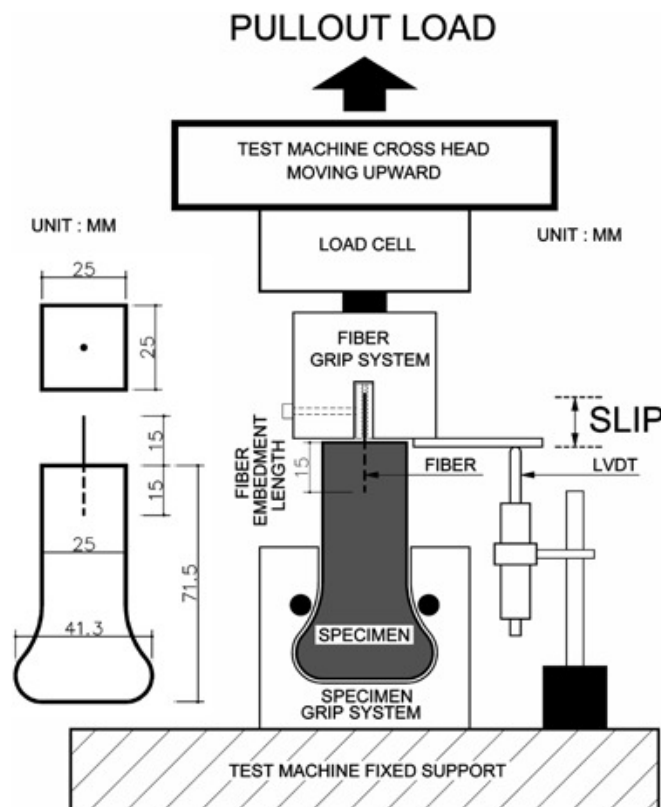 PULLOUT LOAD
TEST MACHINE CROSS HEAD
MOVING UPWARD
UNIT : MM
LOAD CELL
UNIT : MM
25
25
FIBER
GRIP SYSTEM
SLIP
15
15
FIBER
EMBEDMENT
LENGTH
15
FIBER
LVDT
25
71.5
41.3
SPECIMEN
SPECIMEN
GRIP SYSTEM
TEST MACHINE FIXED SUPPORT